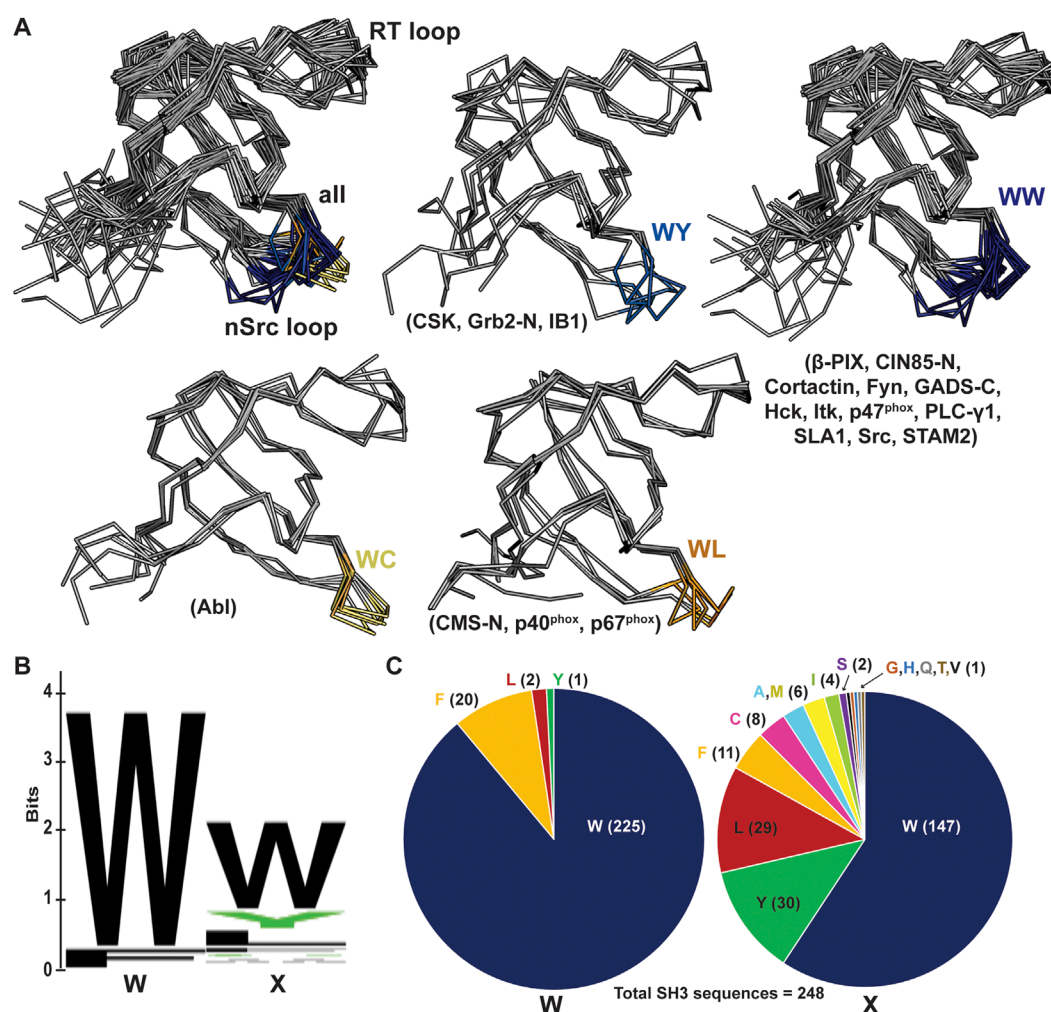 A
RT loop
all
nSrc loop
WY
(CSK, Grb2-N, IB1)
WW
(β-PIX, CIN85-N,
Cortactin, Fyn, GADS-C,
Hck, Itk, p47phox, PLC-γ1,
SLA1, Src, STAM2)
WC
(Abl)
WL
(CMS-N, p40phox, p67phox)
B
Bits
4
3
2
1
0
W
W
W
X
C
F (20)
L (2)
Y (1)
W (225)
W
A,M (6)
I (4)
S (2)
G,H,Q,T,V (1)
C (8)
F (11)
L (29)
Y (30)
W (147)
X
Total SH3 sequences = 248